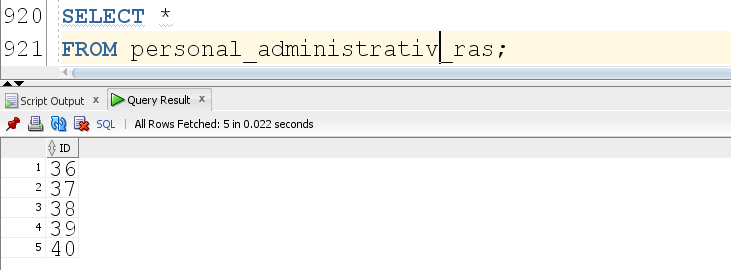 920 SELECT *
921 FROM personal_administrativ_ras;
Script Output x Query Result x
SQL | All Rows Fetched: 5 in 0.022 seconds
ID
1 36
2 37
3 38
4 39
5 40